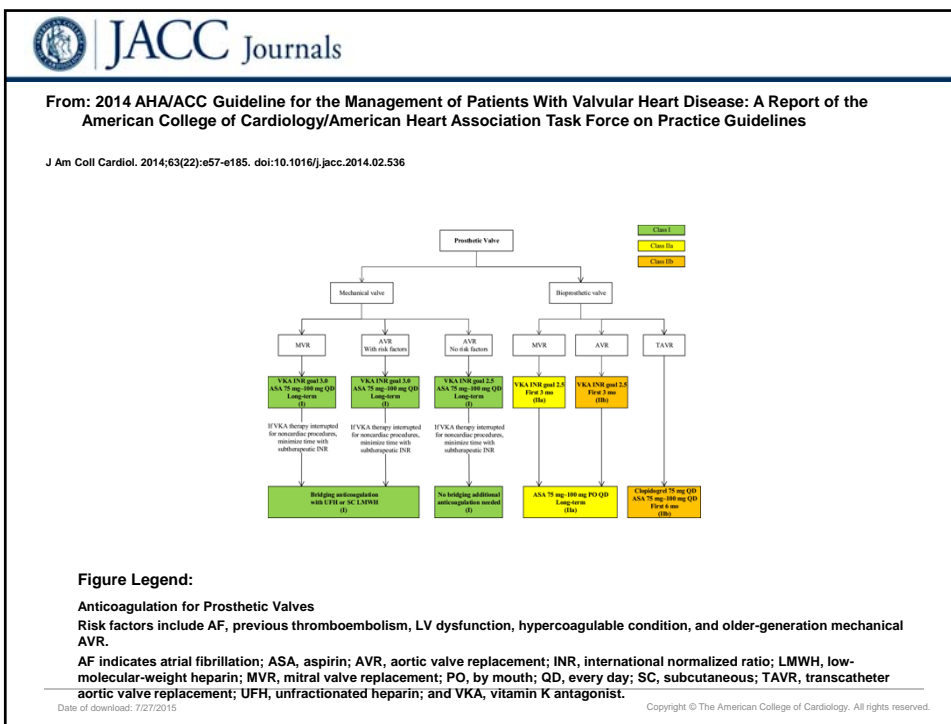 JACC Journals
From: 2014 AHA/ACC Guideline for the Management of Patients With Valvular Heart Disease: A Report of the
American College of Cardiology/American Heart Association Task Force on Practice Guidelines
J Am Coll Cardiol. 2014;63(22):e57-e185. doi:10.1016/j.jacc.2014.02.536
Class I
Class IIa
Class IIb
Prosthetic Valve
Mechanical valve
Bioprosthetic valve
MVR
AVR
With risk factors
AVR
No risk factors
MVR
AVR
TAVR
VKA INR goal 3.0
ASA 75 mg–100 mg QD
Long-term
(I)
VKA INR goal 3.0
ASA 75 mg–100 mg QD
Long-term
(I)
VKA INR goal 2.5
ASA 75 mg–100 mg QD
Long-term
(I)
VKA INR goal 2.5
First 3 mo
(IIa)
VKA INR goal 2.5
First 3 mo
(IIb)
If VKA therapy interrupted
for noncardiac procedures,
minimize time with
subtherapeutic INR
If VKA therapy interrupted
for noncardiac procedures,
minimize time with
subtherapeutic INR
If VKA therapy interrupted
for noncardiac procedures,
minimize time with
subtherapeutic INR
Bridging anticoagulation
with UFH or SC LMWH
(I)
No bridging additional
anticoagulation needed
(I)
ASA 75 mg–100 mg PO QD
Long-term
(IIa)
Clopidogrel 75 mg QD
ASA 75 mg–100 mg QD
First 6 mo
(IIb)
Figure Legend:
Anticoagulation for Prosthetic Valves
Risk factors include AF, previous thromboembolism, LV dysfunction, hypercoagulable condition, and older-generation mechanical
AVR.
AF indicates atrial fibrillation; ASA, aspirin; AVR, aortic valve replacement; INR, international normalized ratio; LMWH, low-
molecular-weight heparin; MVR, mitral valve replacement; PO, by mouth; QD, every day; SC, subcutaneous; TAVR, transcatheter
aortic valve replacement; UFH, unfractionated heparin; and VKA, vitamin K antagonist.
Date of download: 7/27/2015
Copyright © The American College of Cardiology. All rights reserved.